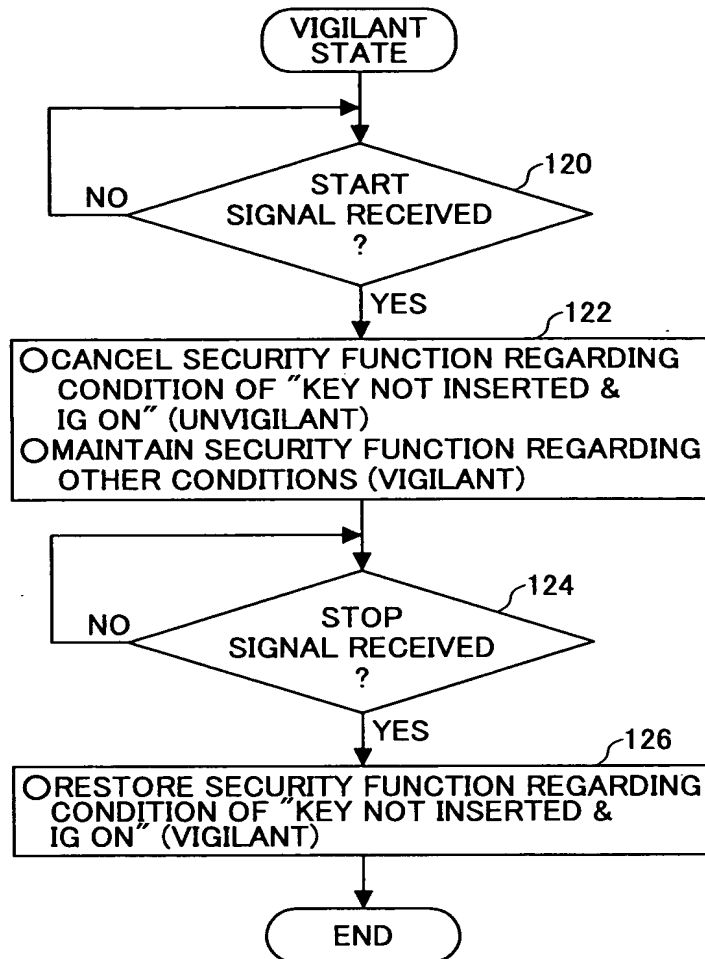 VIGILANT
STATE
120
START
SIGNAL RECEIVED
?
NO
YES
122
○CANCEL SECURITY FUNCTION REGARDING
CONDITION OF "KEY NOT INSERTED &
IG ON" (UNVIGILANT)
○MAINTAIN SECURITY FUNCTION REGARDING
OTHER CONDITIONS (VIGILANT)
124
STOP
SIGNAL RECEIVED
?
NO
YES
126
○RESTORE SECURITY FUNCTION REGARDING
CONDITION OF "KEY NOT INSERTED &
IG ON" (VIGILANT)
END